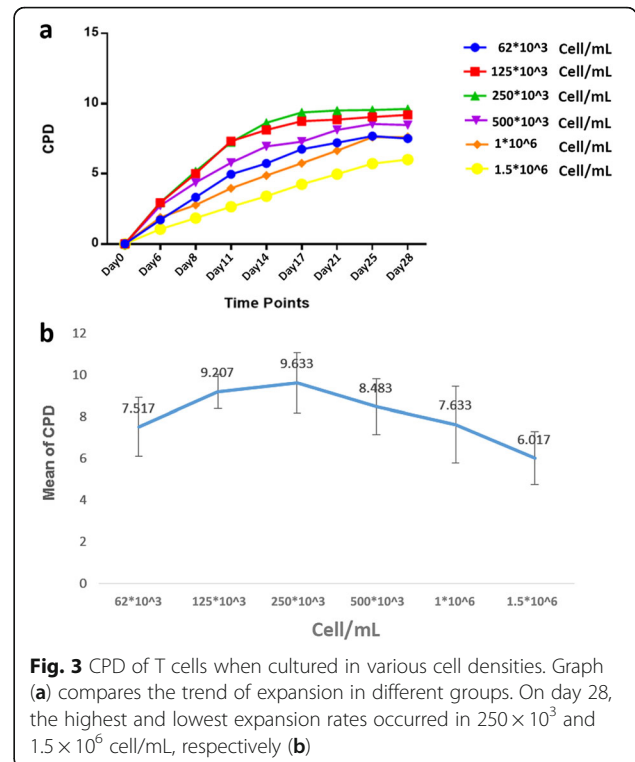 a
15
10
5
0
CPD
Day0 Day6 Day8 Day11 Day14 Day17 Day21 Day25 Day28
Time Points
62*10^3 Cell/mL
125*10^3 Cell/mL
250*10^3 Cell/mL
500*10^3 Cell/mL
1*10^6 Cell/mL
1.5*10^6 Cell/mL
b
12
10
8
6
4
2
0
Mean of CPD
7.517 9.207 9.633 8.483 7.633 6.017
62*10^3 125*10^3 250*10^3 500*10^3 1*10^6 1.5*10^6
Cell/mL
Fig. 3 CPD of T cells when cultured in various cell densities. Graph
(a) compares the trend of expansion in different groups. On day 28,
the highest and lowest expansion rates occurred in 250 × 10³ and
1.5 × 10⁶ cell/mL, respectively (b)